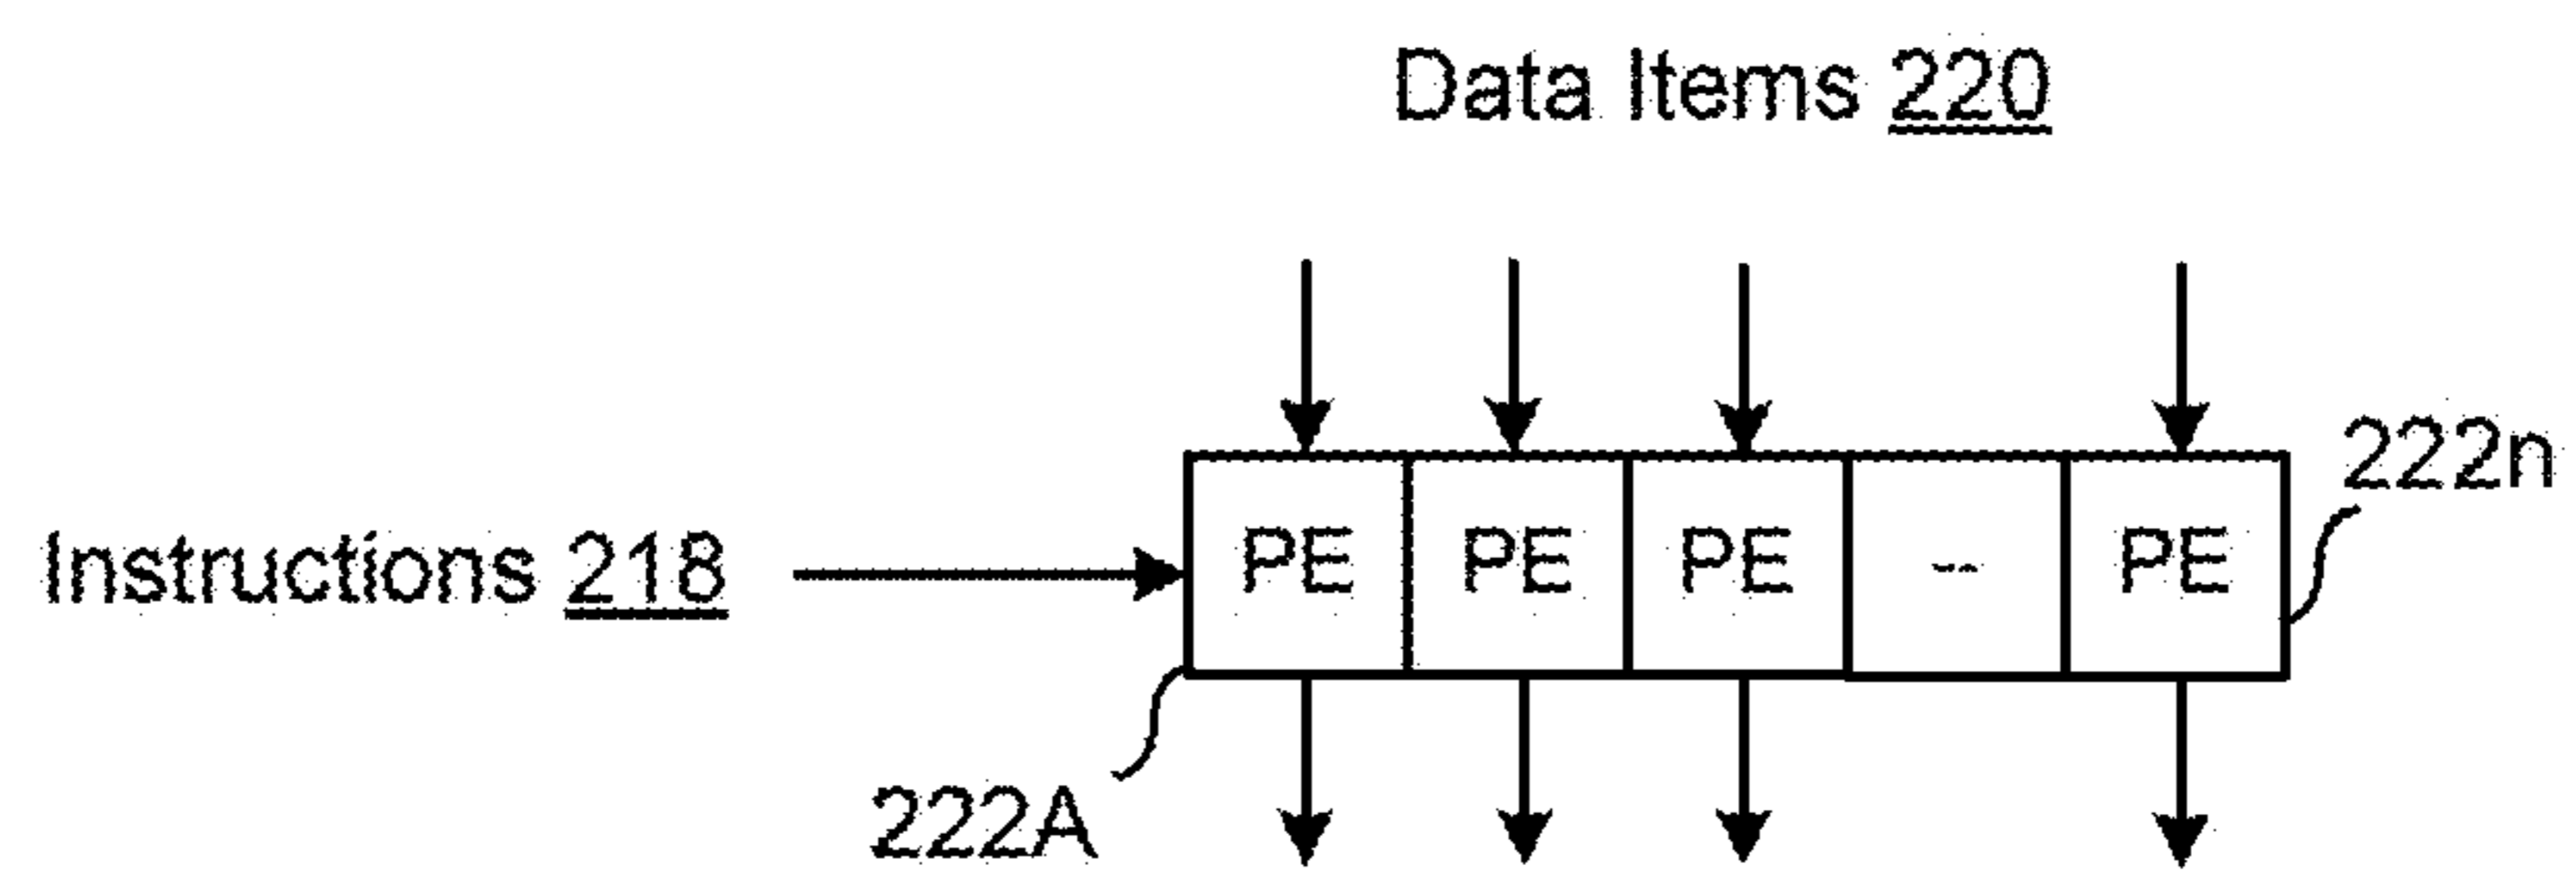 Data Items 220
222n
Instructions 218
PE PE PE -- PE
222A